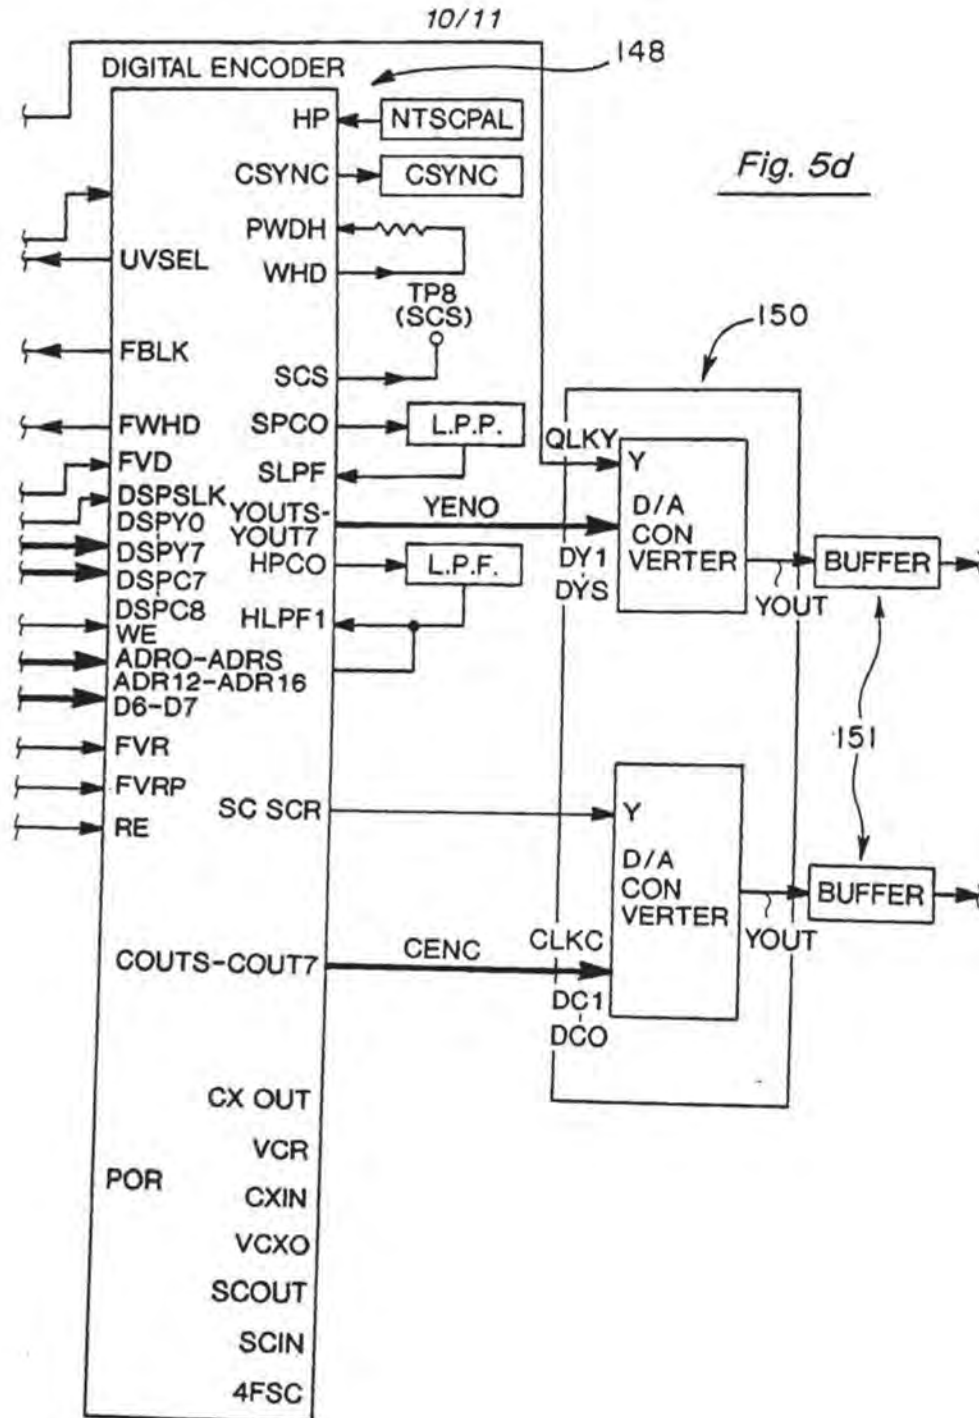 10/11
148
DIGITAL ENCODER
Fig. 5d
HP
NTSCPAL
CSYNC
CSYNC
PWDH
UVSEL
WHD
TP8
(SCS)
150
FBLK
SCS
FWHD
SPCO
L.P.P.
QLKY
Y
FVD
SLPF
DSPSLK
DSPY0
DSPY7
DSPC7
DSPC8
YOUTS-
YOUT7
YENO
D/A
CON
VERTER
DY1
DYS
BUFFER
YOUT
HPCO
L.P.F.
HLPF1
WE
ADRO-ADRS
ADR12-ADR16
D6-D7
151
FVR
FVRP
SC SCR
Y
RE
D/A
CON
VERTER
BUFFER
YOUT
COUTS-COUT7
CENC
CLKC
DC1
DCO
CX OUT
VCR
POR
CXIN
VCXO
SCOUT
SCIN
4FSC